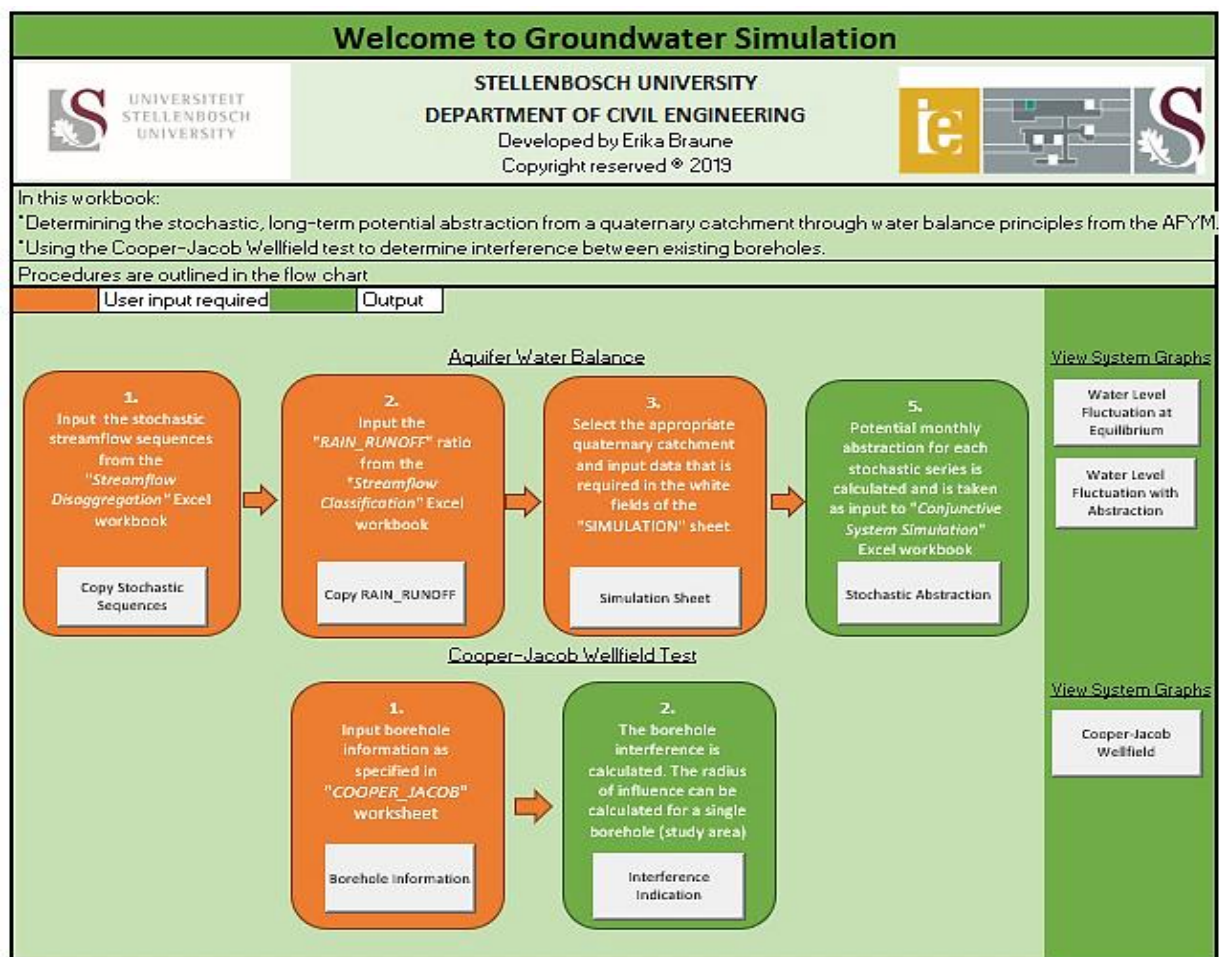 Welcome to Groundwater Simulation
UNIVERSITEIT
STELLENBOSCH
UNIVERSITY
STELLENBOSCH UNIVERSITY
DEPARTMENT OF CIVIL ENGINEERING
Developed by Erika Braune
Copyright reserved ® 2019
ie
S
In this workbook:
*Determining the stochastic, long-term potential abstraction from a quaternary catchment through water balance principles from the AFYM.
*Using the Cooper-Jacob Wellfield test to determine interference between existing boreholes.
Procedures are outlined in the flow chart
User input required
Output
Aquifer Water Balance
1.
Input the stochastic
streamflow sequences
from the
"Streamflow
Disaggregation" Excel
workbook
Copy Stochastic
Sequences
2.
Input the
"RAIN_RUNOFF" ratio
from the
"Streamflow
Classification" Excel
workbook
Copy RAIN_RUNOFF
3.
Select the appropriate
quaternary catchment
and input data that is
required in the white
fields of the
"SIMULATION" sheet
Simulation Sheet
5.
Potential monthly
abstraction for each
stochastic series is
calculated and is taken
as input to "Conjunctive
System Simulation"
Excel workbook
Stochastic Abstraction
View System Graphs
Water Level
Fluctuation at
Equilibrium
Water Level
Fluctuation with
Abstraction
Cooper-Jacob Wellfield Test
1.
Input borehole
information as
specified in
"COOPER_JACOB"
worksheet
Borehole Information
2.
The borehole
interference is
calculated. The radius
of influence can be
calculated for a single
borehole (study area)
Interference
Indication
View System Graphs
Cooper-Jacob
Wellfield